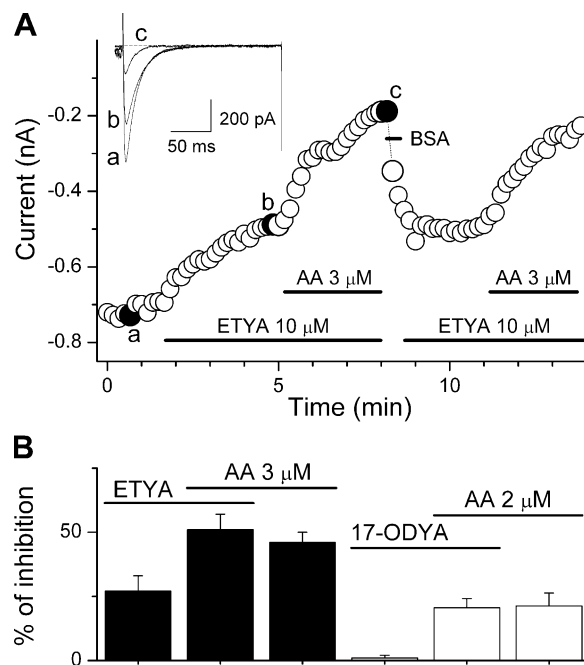 A
c
b
a
200 pA
50 ms
c
BSA
b
a
AA 3 μM
AA 3 μM
ETYA 10 μM
ETYA 10 μM
-0.2
-0.4
-0.6
-0.8
Current (nA)
0
5
10
Time (min)
B
AA 3 μM
ETYA
AA 2 μM
17-ODYA
50
0
% of inhibition